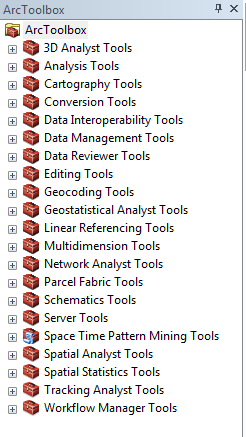 ArcToolbox
ArcToolbox
3D Analyst Tools
Analysis Tools
Cartography Tools
Conversion Tools
Data Interoperability Tools
Data Management Tools
Data Reviewer Tools
Editing Tools
Geocoding Tools
Geostatistical Analyst Tools
Linear Referencing Tools
Multidimension Tools
Network Analyst Tools
Parcel Fabric Tools
Schematics Tools
Server Tools
Space Time Pattern Mining Tools
Spatial Analyst Tools
Spatial Statistics Tools
Tracking Analyst Tools
Workflow Manager Tools